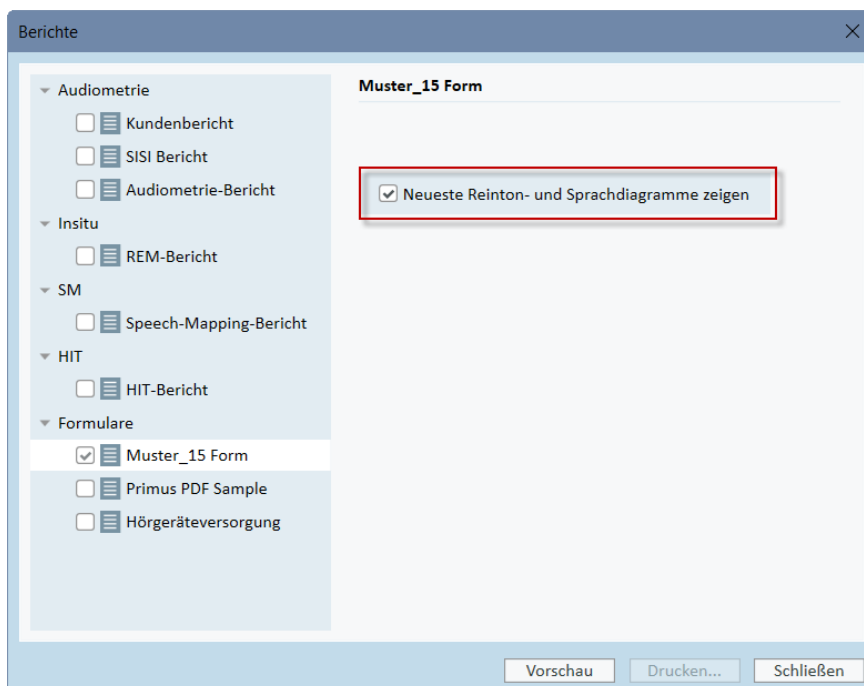 Berichte
Audiometrie
Kundenbericht
SISI Bericht
Audiometrie-Bericht
Insitu
REM-Bericht
SM
Speech-Mapping-Bericht
HIT
HIT-Bericht
Formulare
Muster_15 Form
Primus PDF Sample
Hörgeräteversorgung
Muster_15 Form
Neueste Reinton- und Sprachdiagramme zeigen
Vorschau
Drucken...
Schließen